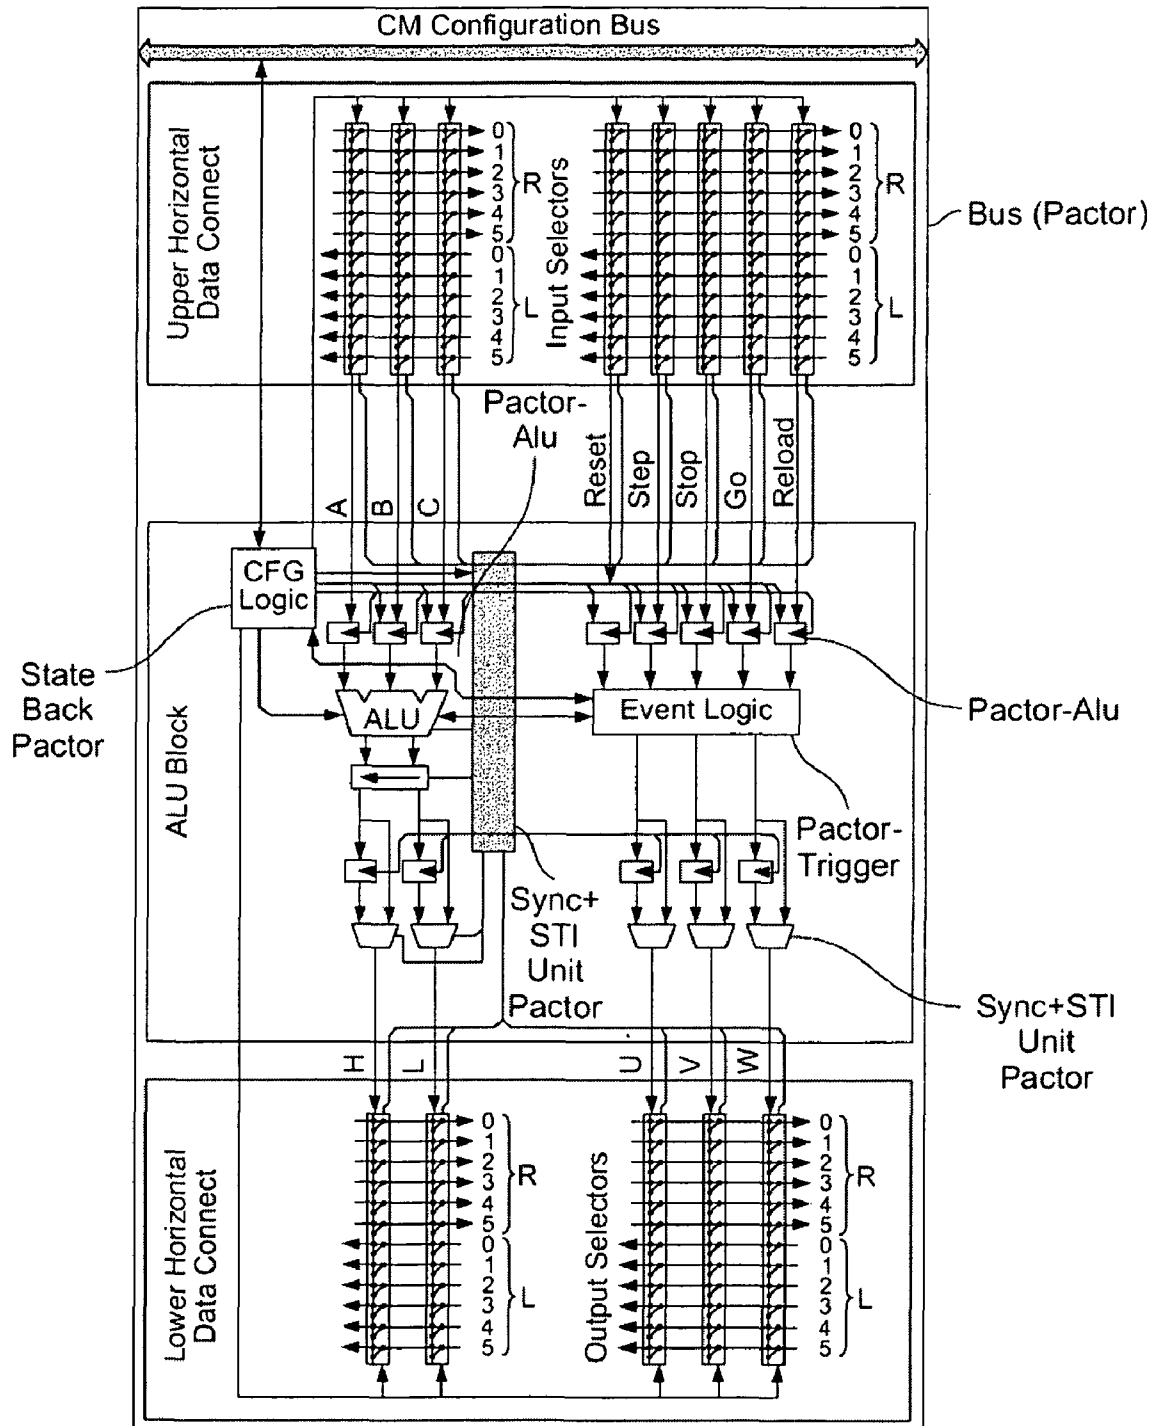 CM Configuration Bus
Upper Horizontal
Data Connect
0
1
2
3
4
5
R
0
1
2
3
4
5
L
Input Selectors
0
1
2
3
4
5
R
0
1
2
3
4
5
L
Bus (Pactor)
Pactor-
Alu
A
B
C
Reset
Step
Stop
Go
Reload
CFG
Logic
State
Back
Pactor
ALU Block
ALU
Event Logic
Pactor-Alu
Pactor-
Trigger
Sync+
STI
Unit
Pactor
Sync+STI
Unit
Pactor
H
L
U
V
W
Lower Horizontal
Data Connect
0
1
2
3
4
5
R
0
1
2
3
4
5
L
Output Selectors
0
1
2
3
4
5
R
0
1
2
3
4
5
L